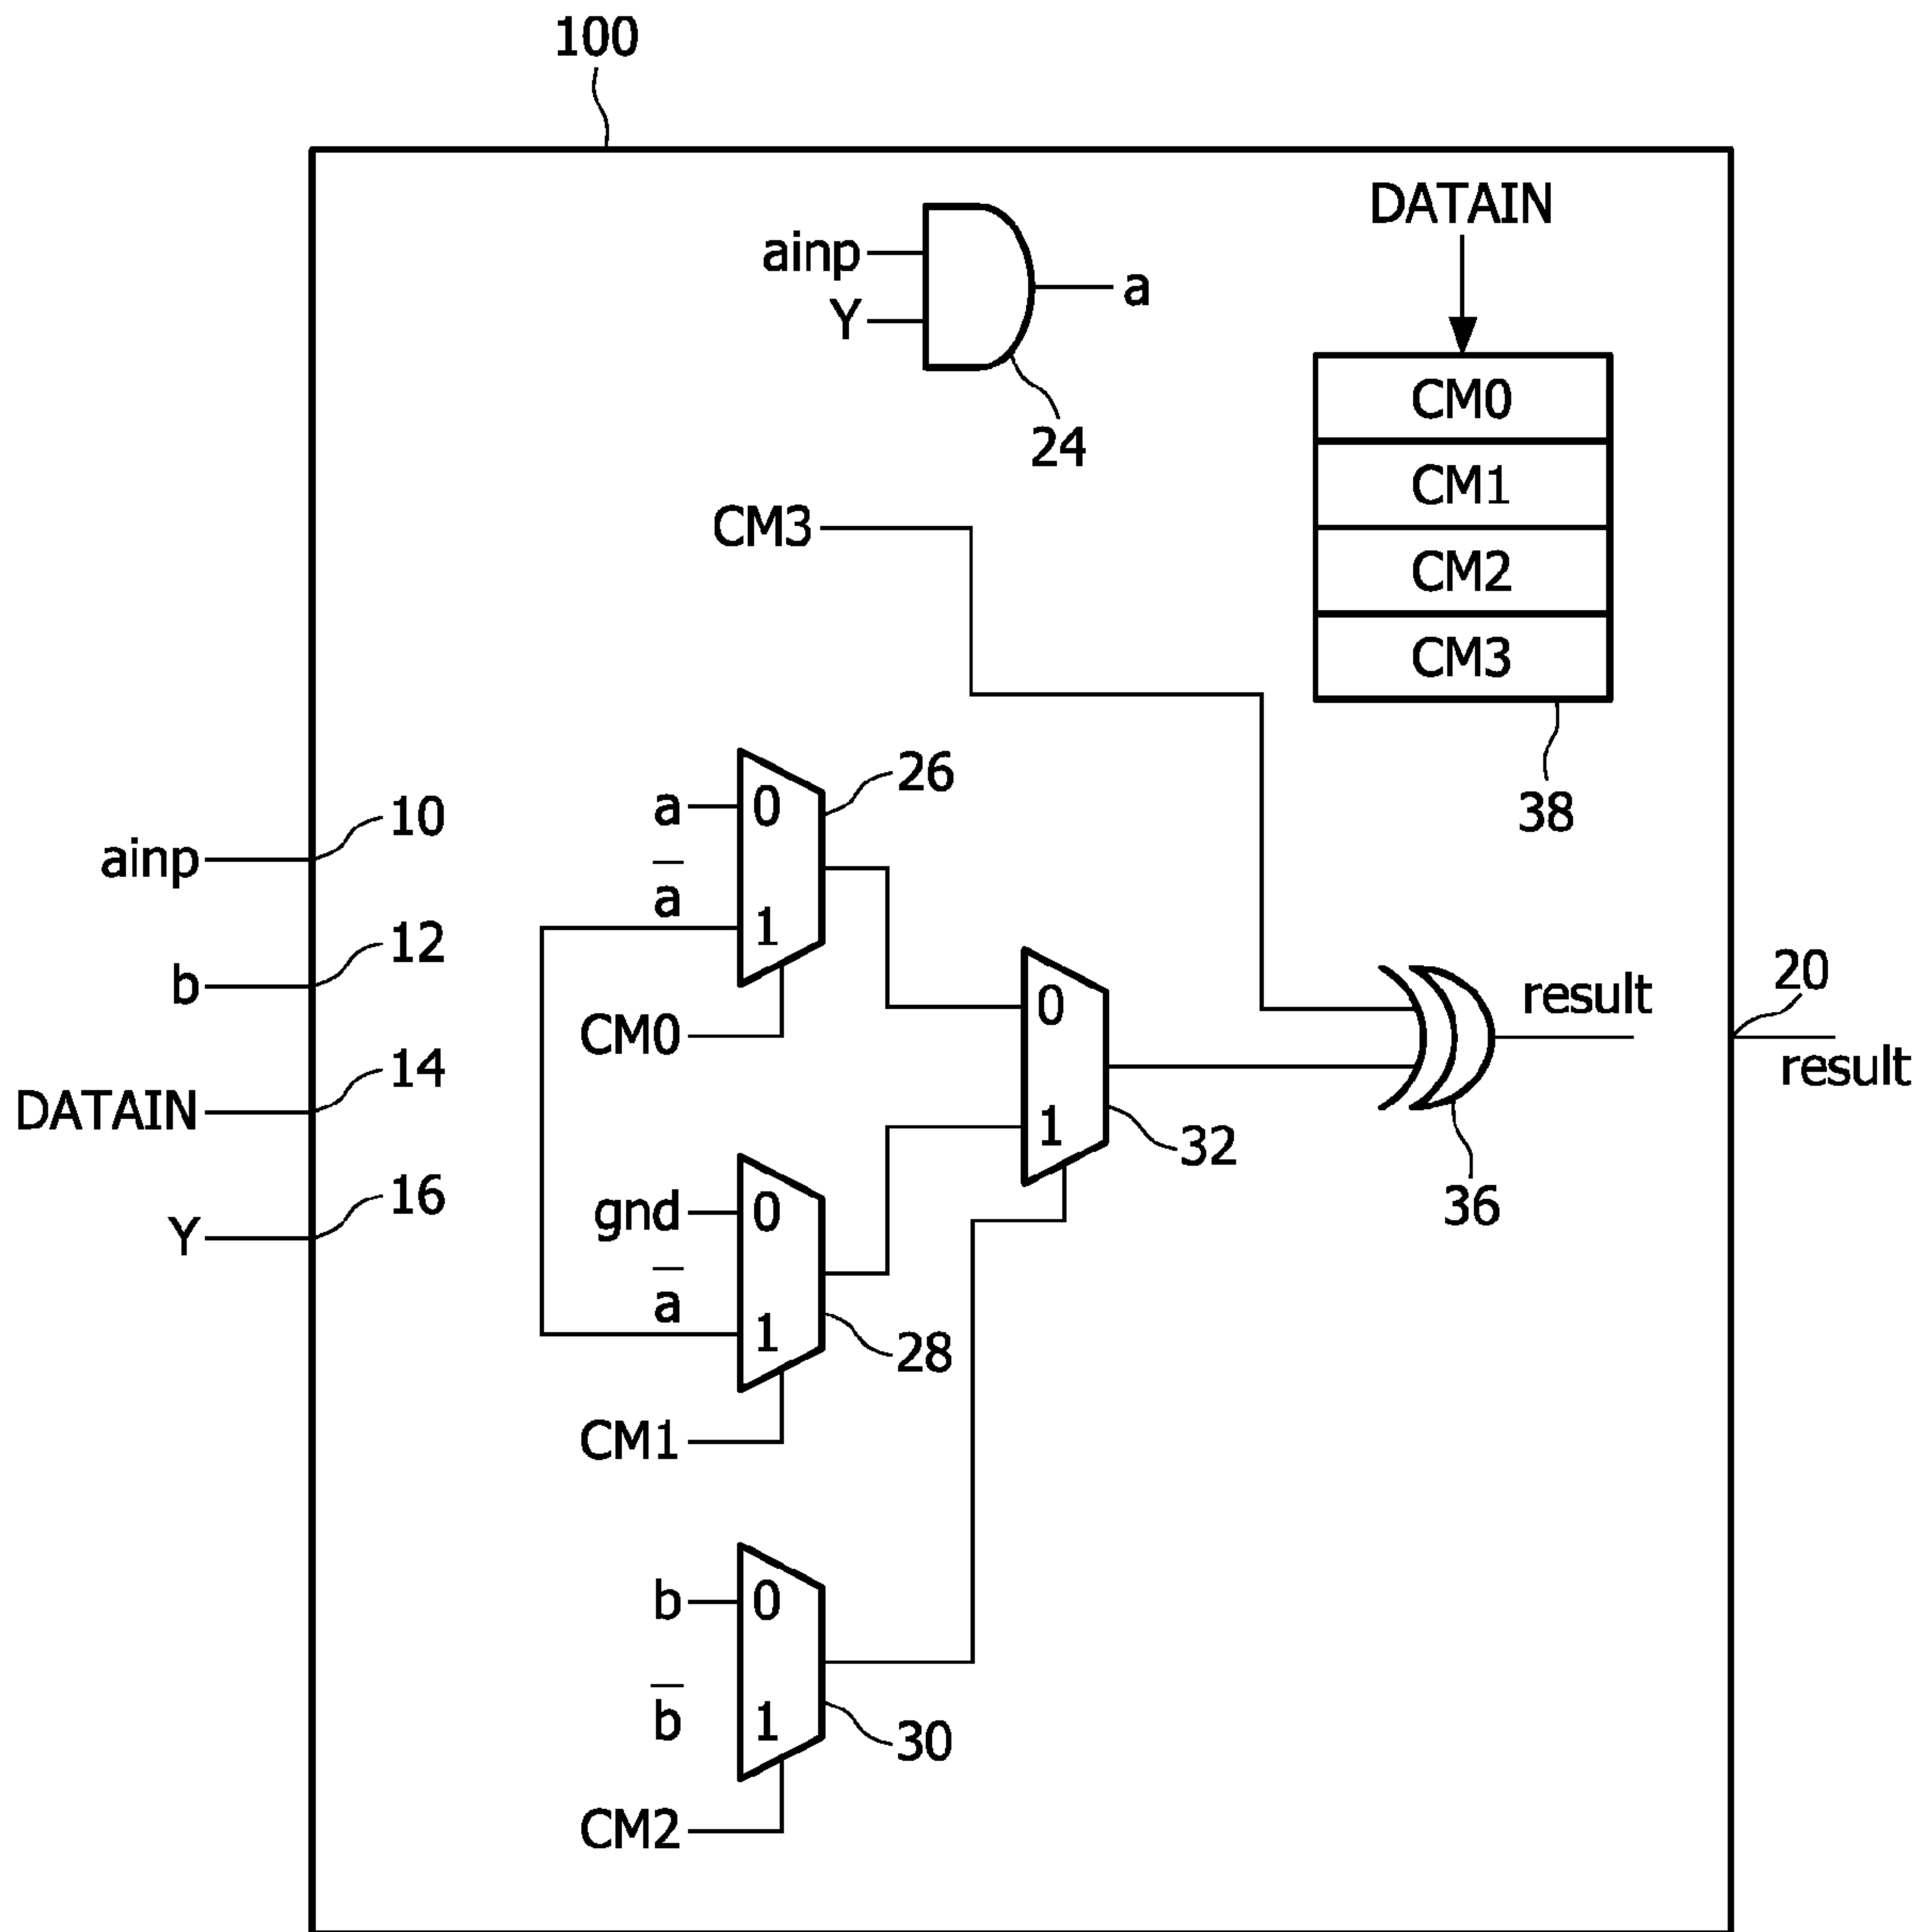 100
DATAIN
ainp
Y
a
24
CM0
CM1
CM2
CM3
38
CM3
26
a
0
a̅
1
CM0
ainp
10
b
12
DATAIN
14
Y
16
0
1
32
result
20
result
36
gnd
0
a̅
1
28
CM1
b
0
b̅
1
30
CM2